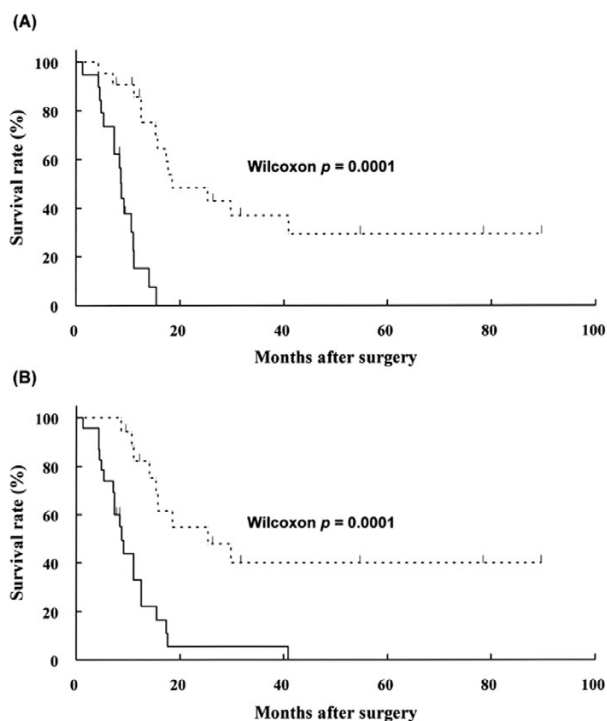 (A)
100
80
60
40
20
0
Survival rate (%)
Wilcoxon p = 0.0001
0 20 40 60 80 100
Months after surgery
(B)
100
80
60
40
20
0
Survival rate (%)
Wilcoxon p = 0.0001
0 20 40 60 80 100
Months after surgery